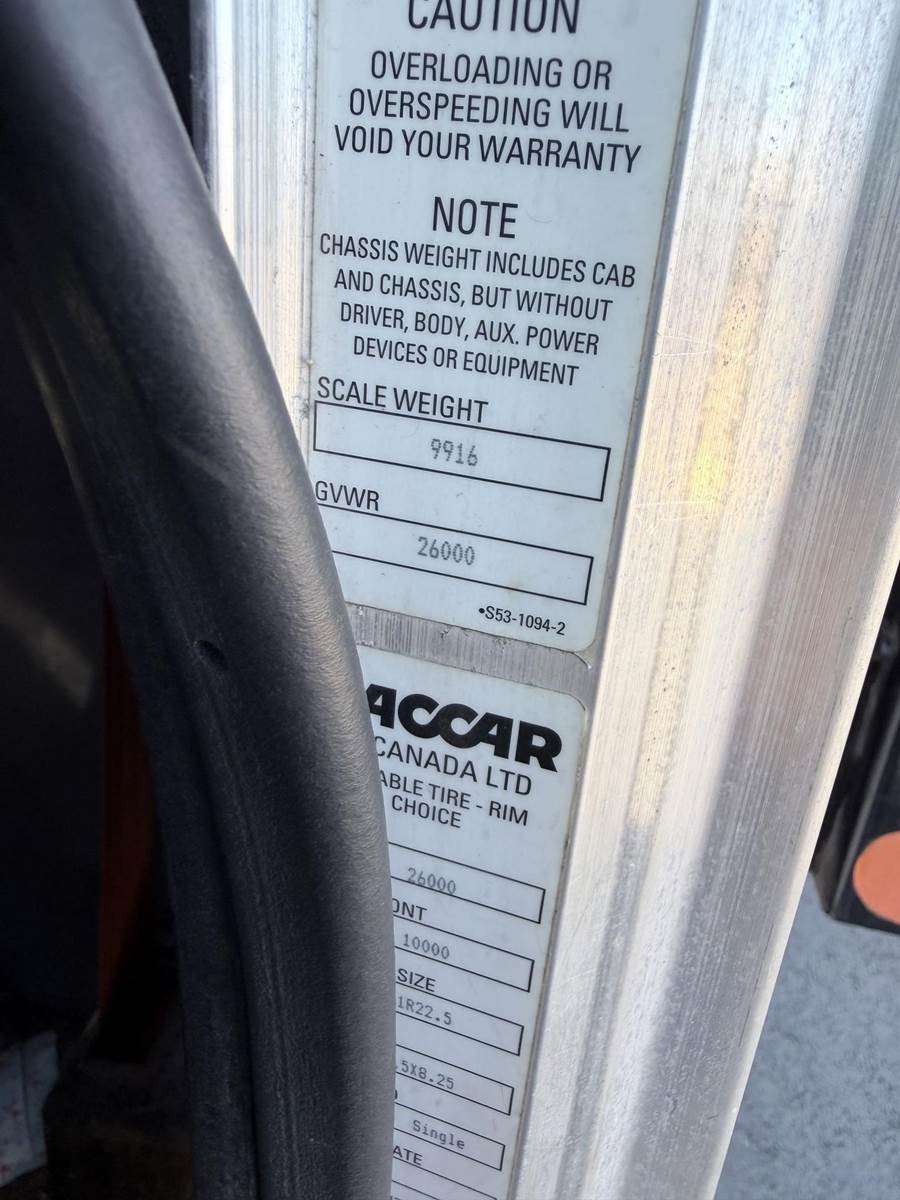 CAUTION
OVERLOADING OR
OVERSPEEDING WILL
VOID YOUR WARRANTY
NOTE
CHASSIS WEIGHT INCLUDES CAB
AND CHASSIS, BUT WITHOUT
DRIVER, BODY, AUX. POWER
DEVICES OR EQUIPMENT
SCALE WEIGHT
9916
GVWR
26000
•S53-1094-2
ACCAR
CANADA LTD
ABLE TIRE - RIM
CHOICE
26000
ONT
10000
SIZE
1R22.5
.5X8.25
Single
ATE